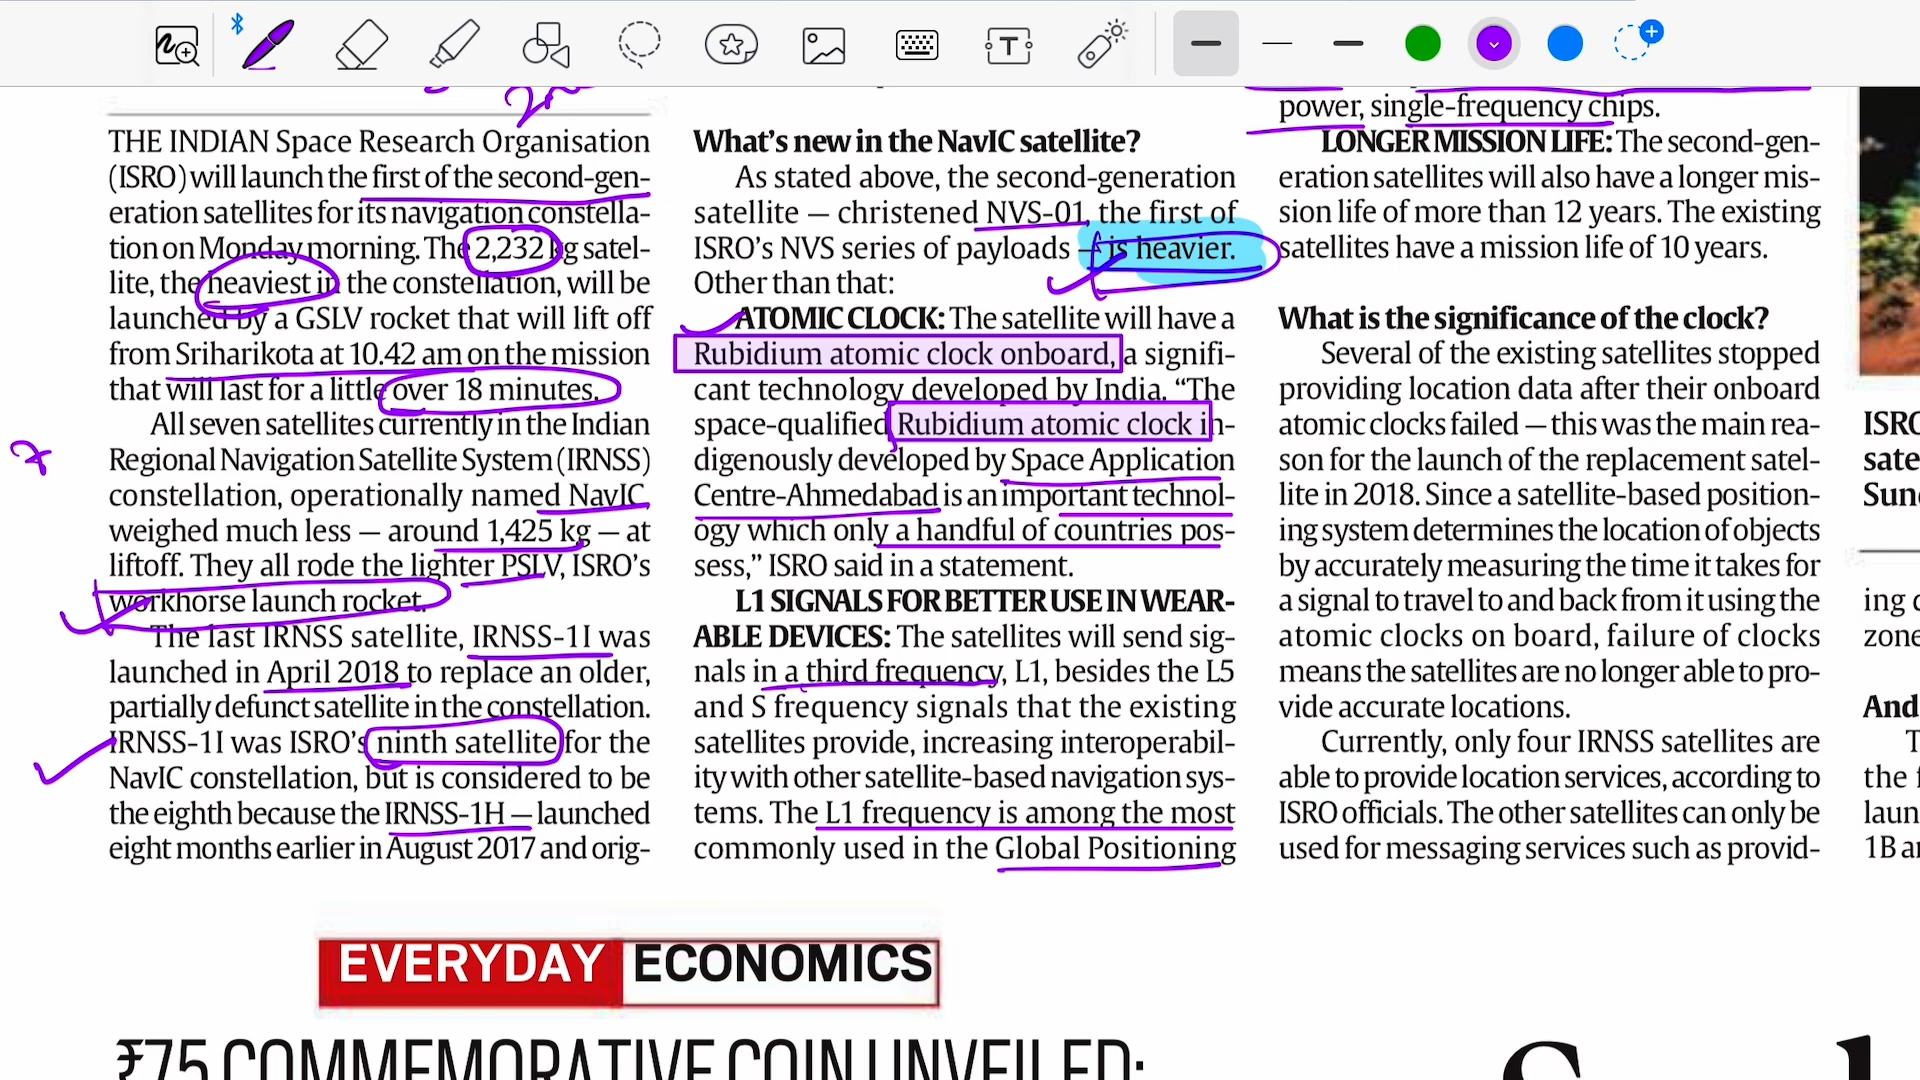 THE INDIAN Space Research Organisation
(ISRO) will launch the first of the second-gen-
eration satellites for its navigation constella-
tion on Monday morning. The 2,232 kg satel-
lite, the heaviest in the constellation, will be
launched by a GSLV rocket that will lift off
from Sriharikota at 10.42 am on the mission
that will last for a little over 18 minutes.
All seven satellites currently in the Indian
Regional Navigation Satellite System (IRNSS)
constellation, operationally named NavIC,
weighed much less — around 1,425 kg — at
liftoff. They all rode the lighter PSLV, ISRO's
workhorse launch rocket.
The last IRNSS satellite, IRNSS-1I was
launched in April 2018 to replace an older,
partially defunct satellite in the constellation.
IRNSS-1I was ISRO's ninth satellite for the
NavIC constellation, but is considered to be
the eighth because the IRNSS-1H — launched
eight months earlier in August 2017 and orig-
What's new in the NavIC satellite?
As stated above, the second-generation
satellite — christened NVS-01, the first of
ISRO's NVS series of payloads — is heavier.
Other than that:
ATOMIC CLOCK: The satellite will have a
Rubidium atomic clock onboard, a signifi-
cant technology developed by India. “The
space-qualified Rubidium atomic clock in-
digenously developed by Space Application
Centre-Ahmedabad is an important technol-
ogy which only a handful of countries pos-
sess,” ISRO said in a statement.
L1 SIGNALS FOR BETTER USE IN WEAR-
ABLE DEVICES: The satellites will send sig-
nals in a third frequency, L1, besides the L5
and S frequency signals that the existing
satellites provide, increasing interoperabil-
ity with other satellite-based navigation sys-
tems. The L1 frequency is among the most
commonly used in the Global Positioning
power, single-frequency chips.
LONGER MISSION LIFE: The second-gen-
eration satellites will also have a longer mis-
sion life of more than 12 years. The existing
satellites have a mission life of 10 years.
What is the significance of the clock?
Several of the existing satellites stopped
providing location data after their onboard
atomic clocks failed — this was the main rea-
son for the launch of the replacement satel-
lite in 2018. Since a satellite-based position-
ing system determines the location of objects
by accurately measuring the time it takes for
a signal to travel to and back from it using the
atomic clocks on board, failure of clocks
means the satellites are no longer able to pro-
vide accurate locations.
Currently, only four IRNSS satellites are
able to provide location services, according to
ISRO officials. The other satellites can only be
used for messaging services such as provid-
ISRO
sate
Sun
ing
zone
And
T
the f
laun
1B a
EVERYDAY ECONOMICS
₹75 COMMEMORATIVE COIN UNVEILED: